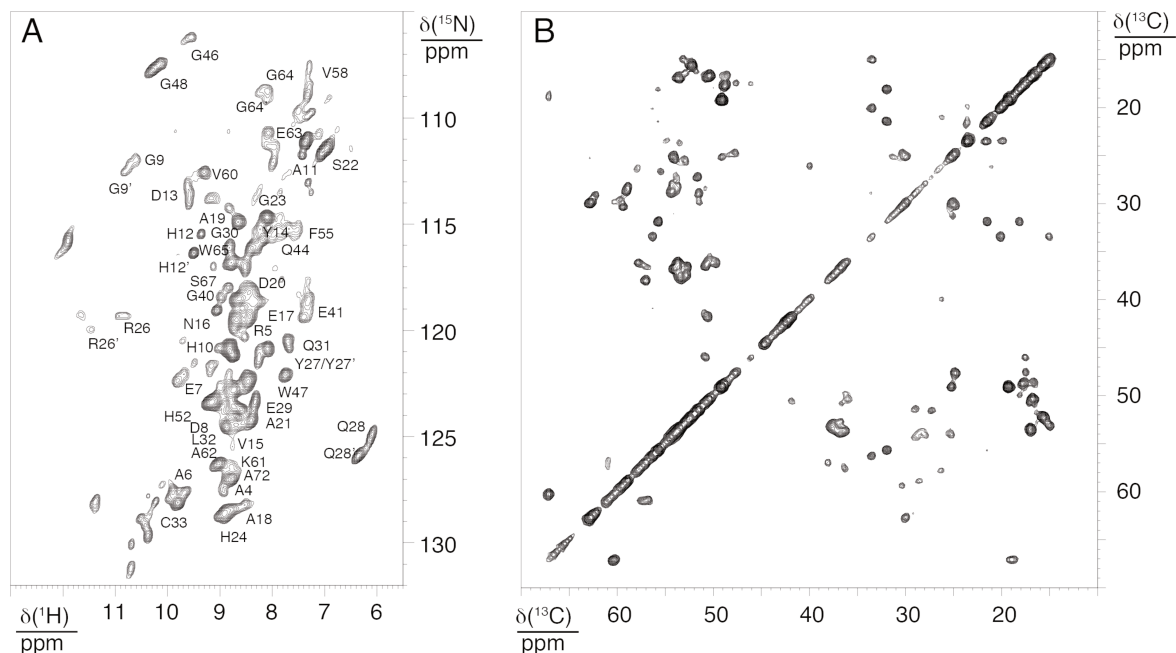 A
δ(¹⁵N)
ppm
B
δ(¹³C)
ppm
G46
G48
G64
V58
G64
110
E63
G9
S22
A11
G9'
V60
D13
G23
A19
H12
G30
Y14
F55
115
W65
Q44
H12'
S67
D20
G40
E17
E41
N16
R26
R5
120
R26'
H10
Q31
Y27/Y27'
E7
W47
H52
E29
D8
A21
Q28
125
L32
V15
A62
Q28'
K61
A6
A72
A4
C33
A18
H24
130
20
30
40
50
60
11
10
9
8
7
6
δ(¹H)
ppm
δ(¹³C)
ppm
60
50
40
30
20